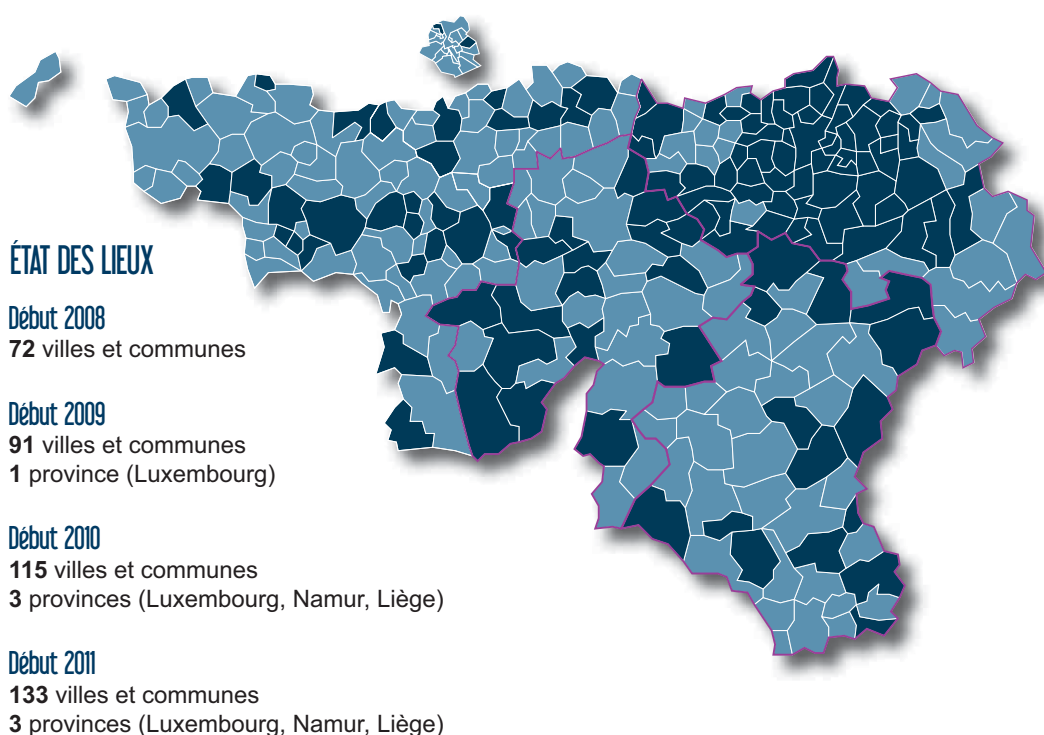 ÉTAT DES LIEUX
Début 2008
72 villes et communes
Début 2009
91 villes et communes
1 province (Luxembourg)
Début 2010
115 villes et communes
3 provinces (Luxembourg, Namur, Liège)
Début 2011
133 villes et communes
3 provinces (Luxembourg, Namur, Liège)